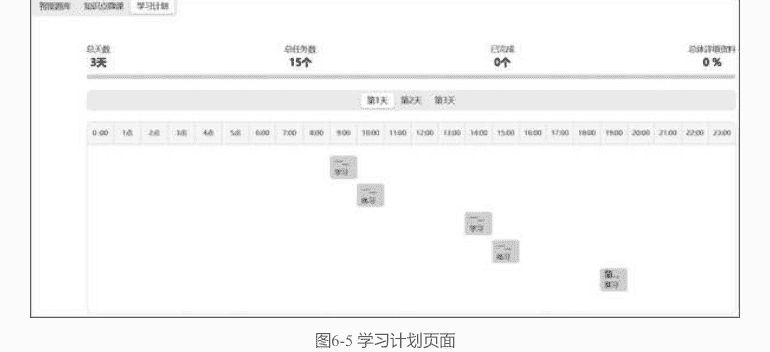 智能题库 知识点微课 学习计划
总天数 总任务数 已完成 总体詳細资料
3天 15个 0个 0 %
第1天 第2天 第3天
0 :00 1点 2点 3点 4点 5点 6:00 7:00 8:00 9:00 10:00 11:00 12:00 13:00 14:00 15:00 16:00 17:00 18:00 19:00 20:00 21:00 22:00 23:00
学习
练习
学习
练习
第...
复习
图6-5 学习计划页面